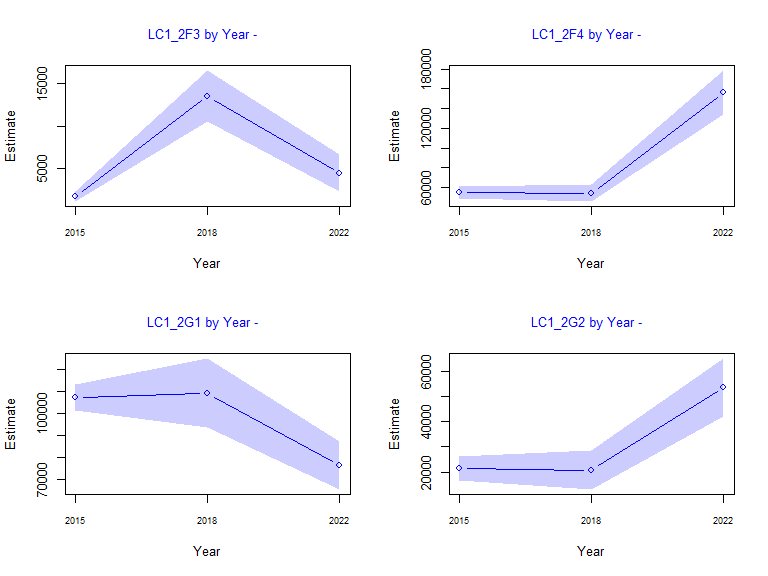 LC1_2F3 by Year -
Estimate
15000
5000
2015
2018
2022
Year
LC1_2F4 by Year -
Estimate
180000
120000
60000
2015
2018
2022
Year
LC1_2G1 by Year -
Estimate
100000
70000
2015
2018
2022
Year
LC1_2G2 by Year -
Estimate
60000
40000
20000
2015
2018
2022
Year